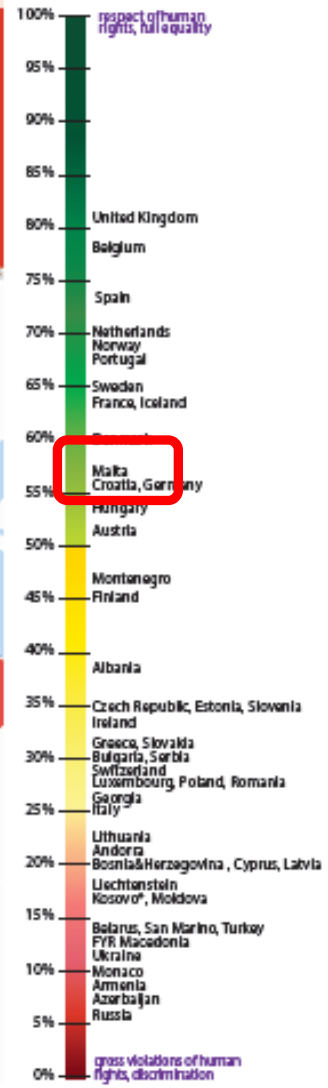 100%
respect of human
rights, full equality
95%
90%
85%
80%
United Kingdom
Belgium
75%
Spain
70%
Netherlands
Norway
Portugal
65%
Sweden
France, Iceland
60%
Malta
55%
Croatia, Germany
Hungary
Austria
50%
Montenegro
45%
Finland
40%
Albania
35%
Czech Republic, Estonia, Slovenia
Ireland
Greece, Slovakia
30%
Bulgaria, Serbia
Switzerland
Luxembourg, Poland, Romania
Georgia
25%
Italy
Lithuania
Andorra
20%
Bosnia&Herzegovina , Cyprus, Latvia
Liechtenstein
Kosovo*, Moldova
15%
Belarus, San Marino, Turkey
FYR Macedonia
Ukraine
10%
Monaco
Armenia
Azerbaijan
5%
Russia
gross violations of human
0%
rights, discrimination